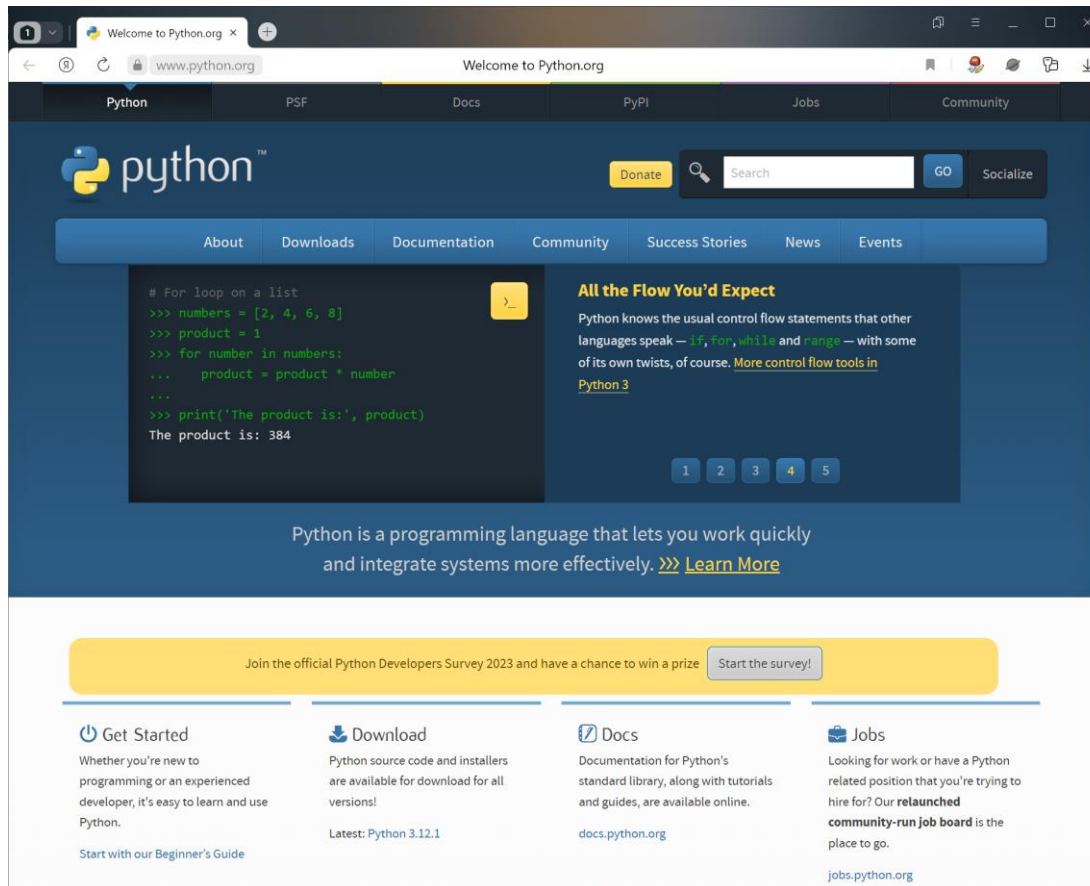 1
Welcome to Python.org
www.python.org
Welcome to Python.org
Python
PSF
Docs
PyPI
Jobs
Community
python™
Donate
Search
GO
Socialize
About
Downloads
Documentation
Community
Success Stories
News
Events
# For loop on a list
>>> numbers = [2, 4, 6, 8]
>>> product = 1
>>> for number in numbers:
...    product = product * number
...
>>> print('The product is:', product)
The product is: 384
>_
All the Flow You’d Expect
Python knows the usual control flow statements that other
languages speak — if, for, while and range — with some
of its own twists, of course. More control flow tools in
Python 3
1
2
3
4
5
Python is a programming language that lets you work quickly
and integrate systems more effectively. >>> Learn More
Join the official Python Developers Survey 2023 and have a chance to win a prize
Start the survey!
Get Started
Whether you're new to
programming or an experienced
developer, it's easy to learn and use
Python.
Start with our Beginner’s Guide
Download
Python source code and installers
are available for download for all
versions!
Latest: Python 3.12.1
Docs
Documentation for Python's
standard library, along with tutorials
and guides, are available online.
docs.python.org
Jobs
Looking for work or have a Python
related position that you're trying to
hire for? Our relaunched
community-run job board is the
place to go.
jobs.python.org